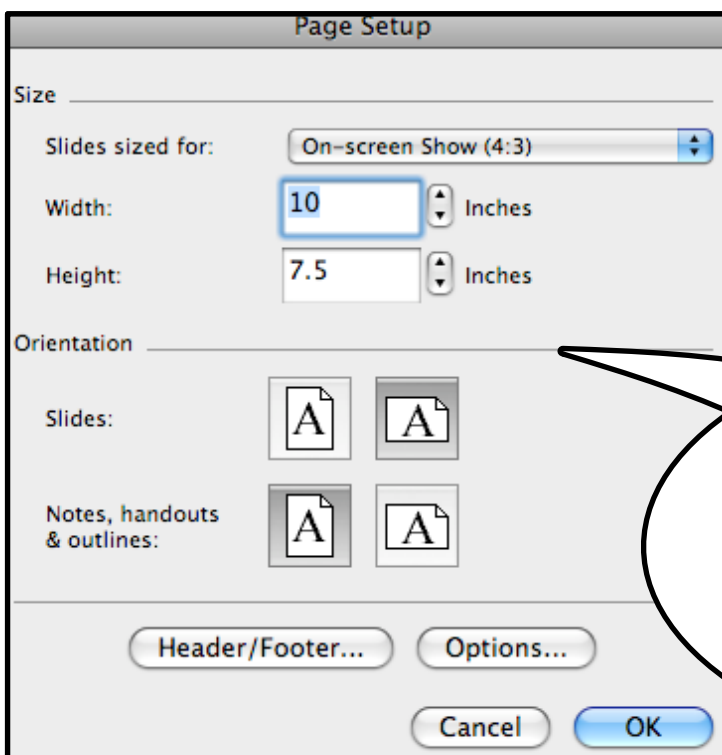 Page Setup
Size
Slides sized for: On-screen Show (4:3)
Width: 10 Inches
Height: 7.5 Inches
Orientation
Slides: A A
Notes, handouts
& outlines: A A
Header/Footer... Options...
Cancel OK